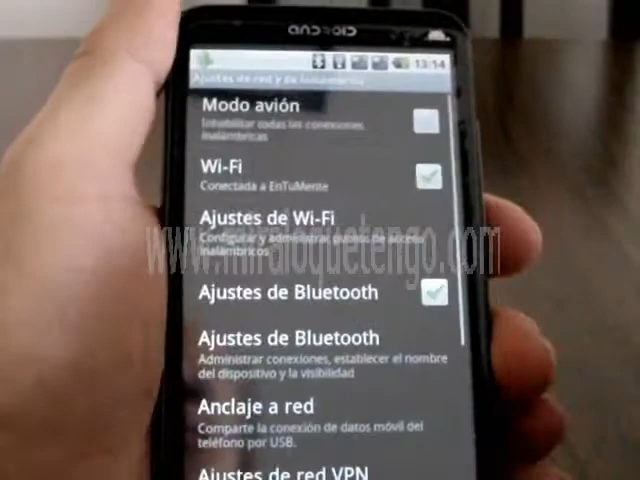 ANDROID
13:14
Ajustes de red y de inalámbrico
Modo avión
Inhabilitar todas las conexiones
inalámbricas
Wi-Fi
Conectada a EnTuMente
Ajustes de Wi-Fi
Configurar y administrar puntos de acceso
inalámbricos
www.miraloquetengo.com
Ajustes de Bluetooth
Ajustes de Bluetooth
Administrar conexiones, establecer el nombre
del dispositivo y la visibilidad
Anclaje a red
Comparte la conexión de datos móvil del
teléfono por USB.
Ajustes de red VPN